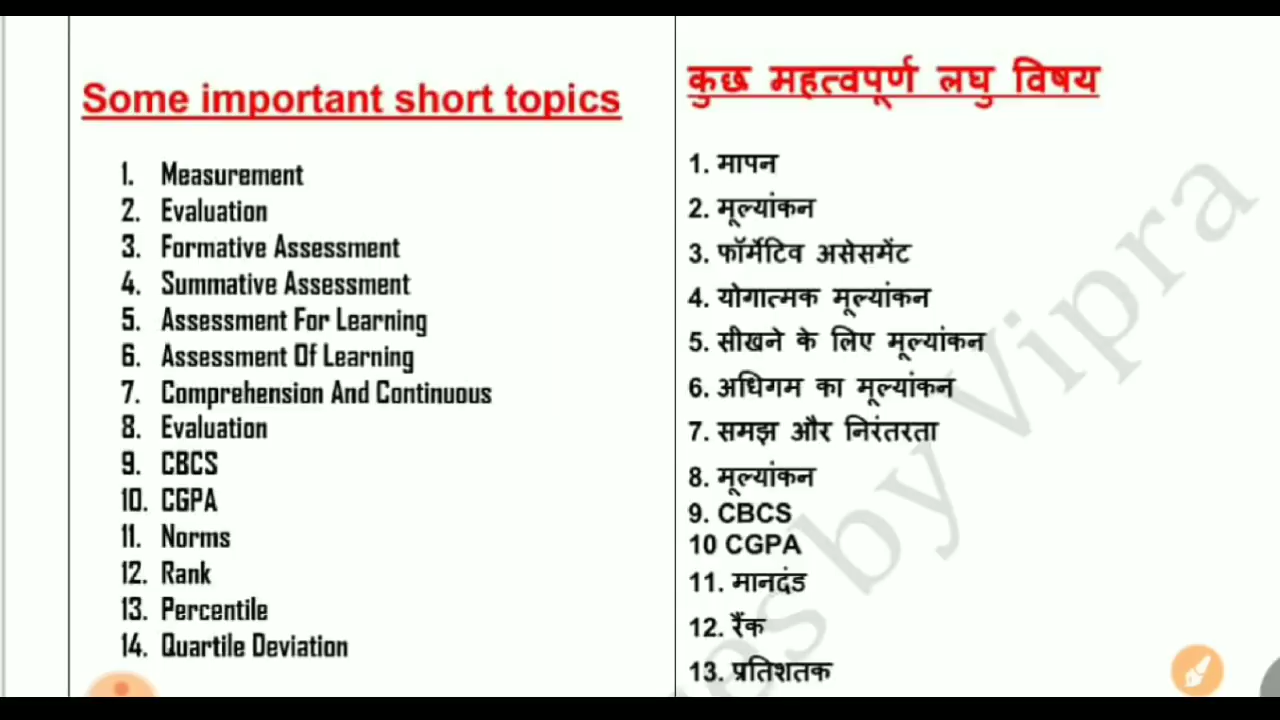 Some important short topics
1. Measurement
2. Evaluation
3. Formative Assessment
4. Summative Assessment
5. Assessment For Learning
6. Assessment Of Learning
7. Comprehension And Continuous
8. Evaluation
9. CBCS
10. CGPA
11. Norms
12. Rank
13. Percentile
14. Quartile Deviation
कुछ महत्वपूर्ण लघु विषय
1. मापन
2. मूल्यांकन
3. फॉर्मेटिव असेसमेंट
4. योगात्मक मूल्यांकन
5. सीखने के लिए मूल्यांकन
6. अधिगम का मूल्यांकन
7. समझ और निरंतरता
8. मूल्यांकन
9. CBCS
10 CGPA
11. मानदंड
12. रैंक
13. प्रतिशतक
by Vipra